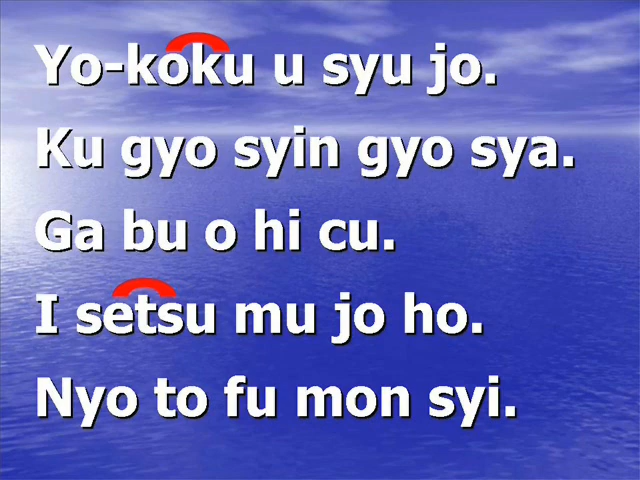 Yo-koku u syu jo.
Ku gyo syin gyo sya.
Ga bu o hi cu.
I setsu mu jo ho.
Nyo to fu mon syi.